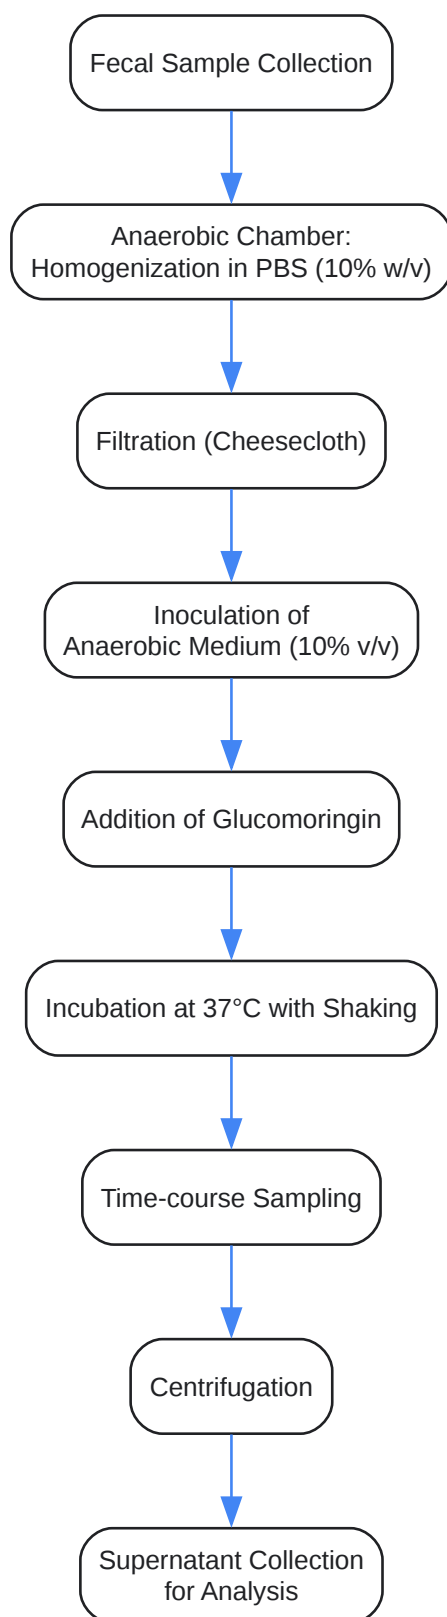 Fecal Sample Collection
Anaerobic Chamber:
Homogenization in PBS (10% w/v)
Filtration (Cheesecloth)
Inoculation of
Anaerobic Medium (10% v/v)
Addition of Glucomoringin
Incubation at 37°C with Shaking
Time-course Sampling
Centrifugation
Supernatant Collection
for Analysis